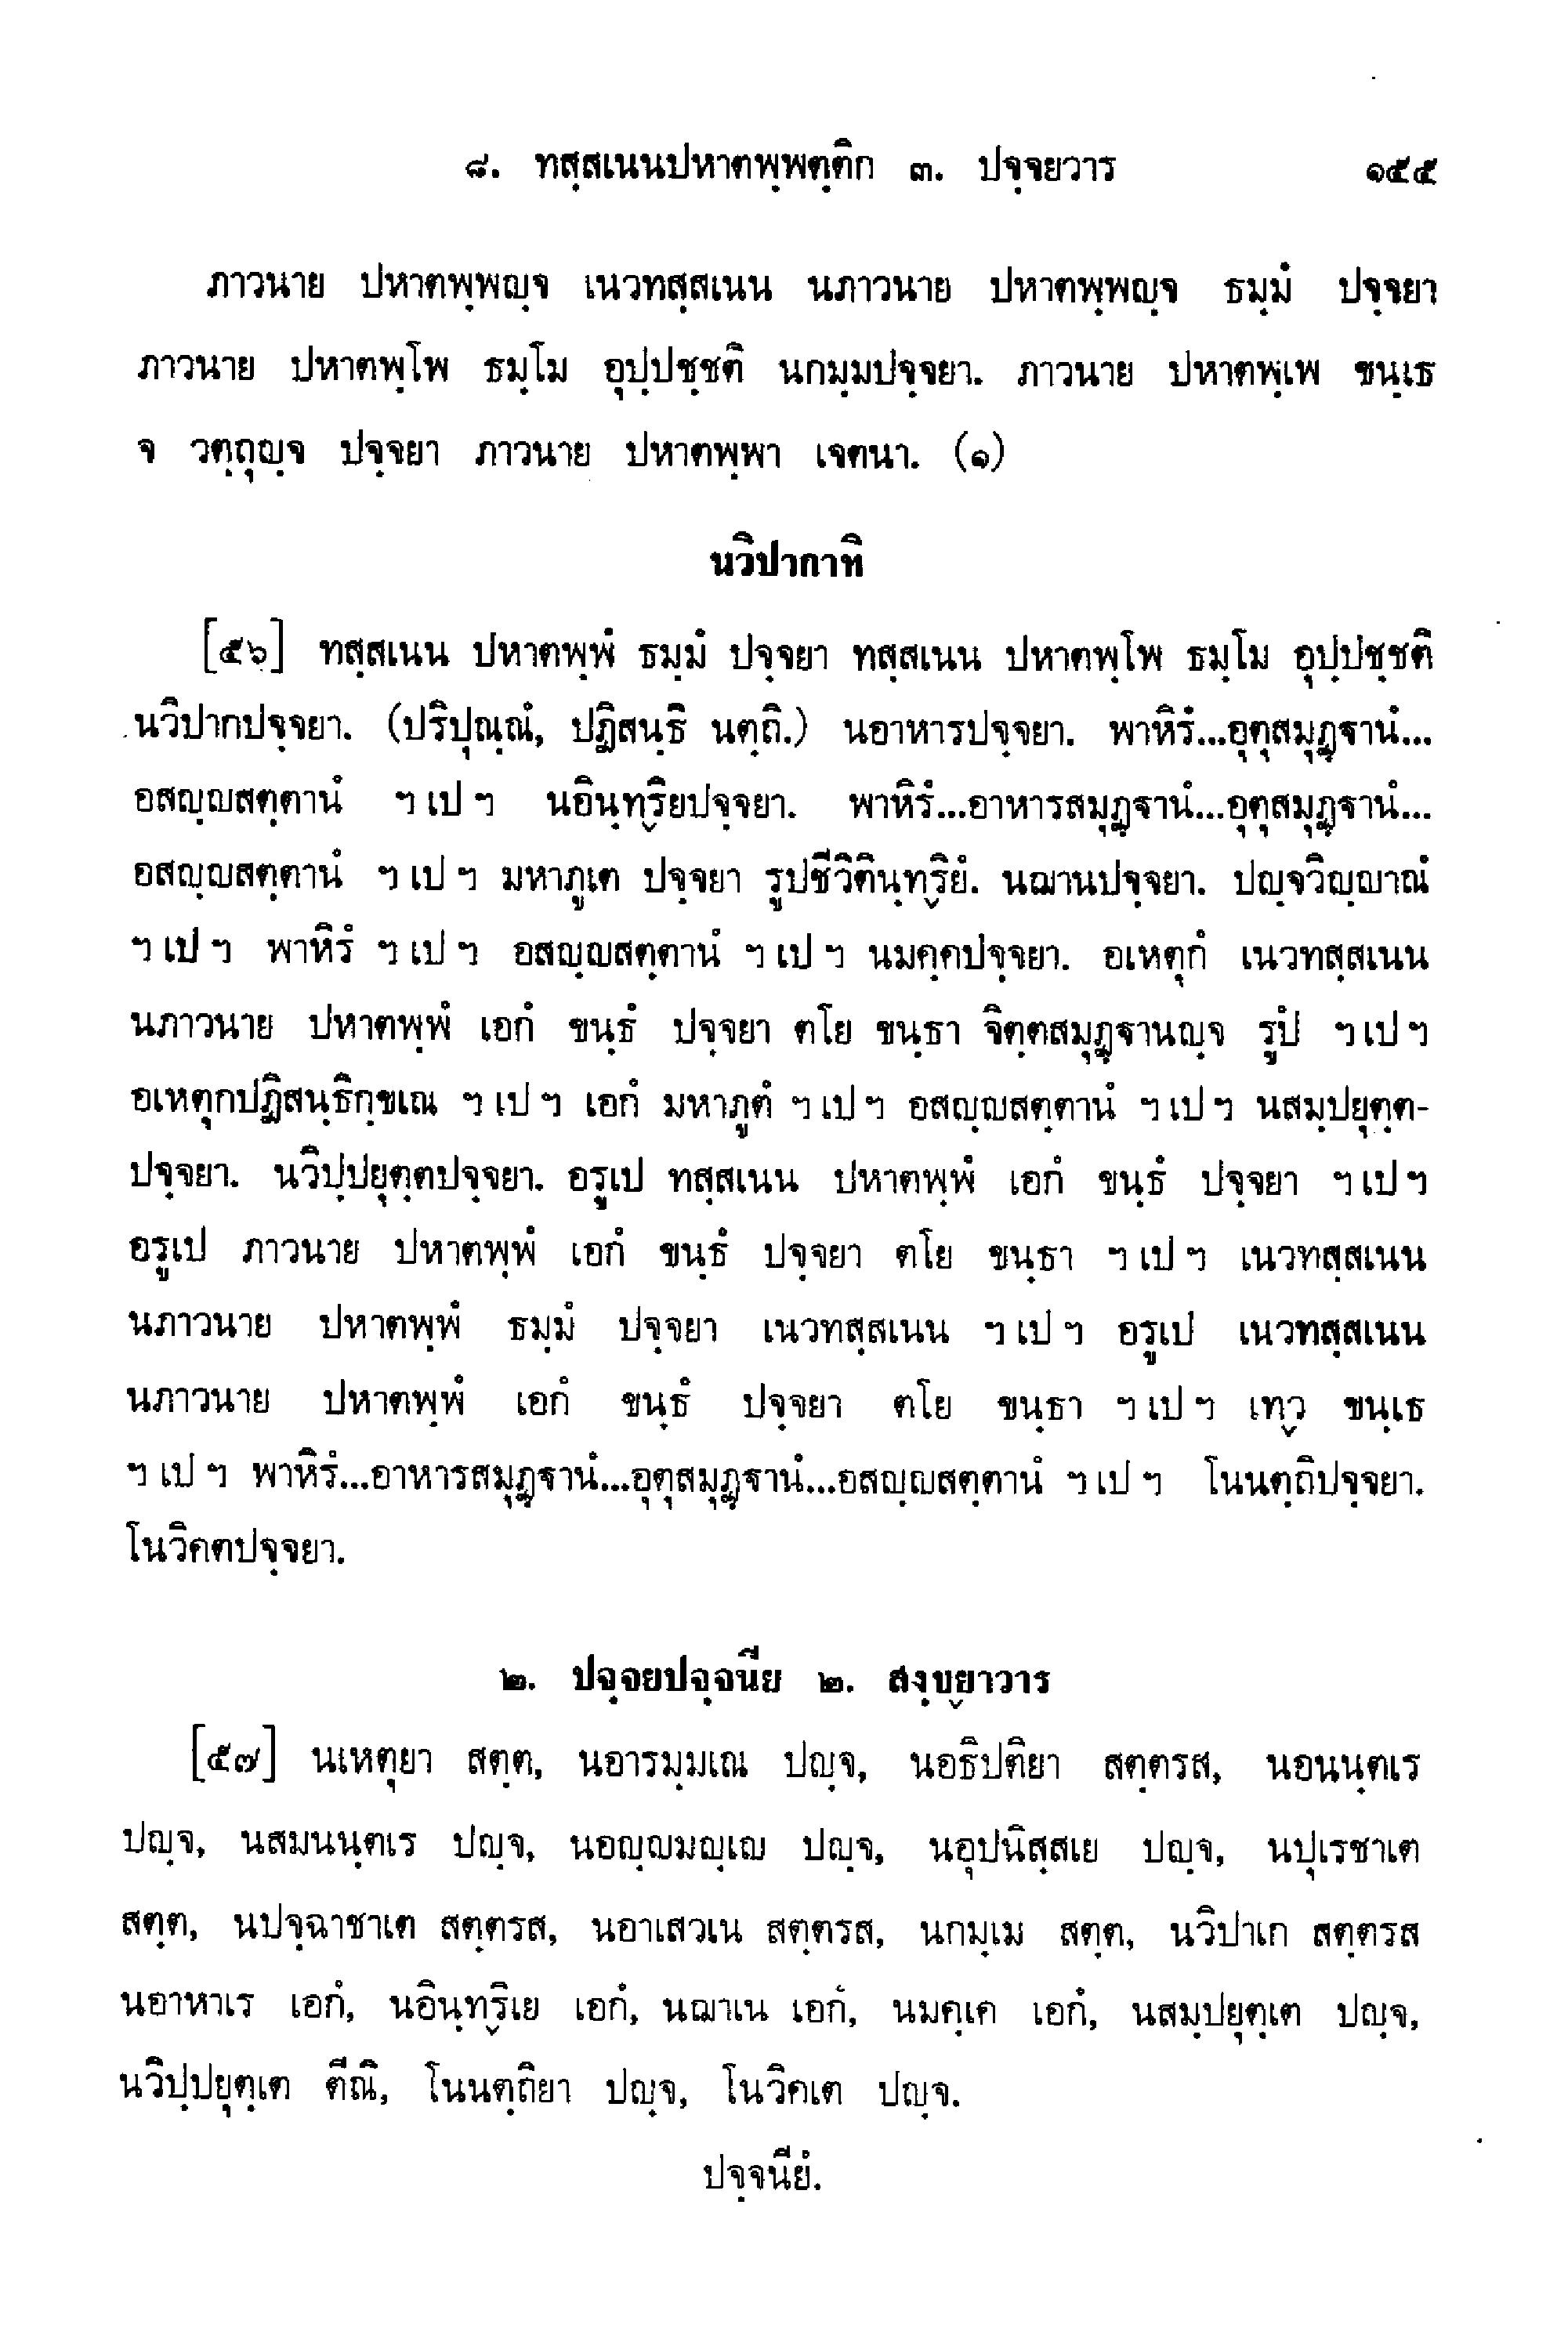 ๘. ทสฺสเนนปหาตพฺพตฺติก ๓. ปจฺจยวาร ๑๕๕
ภาวนาย ปหาตพฺพญฺจ เนวทสฺสเนน นภาวนาย ปหาตพฺพญฺจ ธมฺมํ ปจฺจยา
ภาวนาย ปหาตพฺโพ ธมฺโม อุปฺปชฺชติ นกมฺมปจฺจยา. ภาวนาย ปหาตพฺเพ ขนฺเธ
จ วตฺถุญฺจ ปจฺจยา ภาวนาย ปหาตพฺพา เจตนา. (๑)
นวิปากาทิ
[๕๖] ทสฺสเนน ปหาตพฺพํ ธมฺมํ ปจฺจยา ทสฺสเนน ปหาตพฺโพ ธมฺโม อุปฺปชฺชติ
นวิปากปจฺจยา. (ปริปุณฺณํ, ปฏิสนฺธิ นตฺถิ.) นอาหารปจฺจยา. พาหิรํ...อุตุสมุฏฺฐานํ...
อสญฺญสตฺตานํ ฯ เป ฯ นอินฺทฺริยปจฺจยา. พาหิรํ...อาหารสมุฏฺฐานํ...อุตุสมุฏฺฐานํ...
อสญฺญสตฺตานํ ฯ เป ฯ มหาภูเต ปจฺจยา รูปชีวิตินฺทฺริยํ. นฌานปจฺจยา. ปญฺจวิญฺญาณํ
ฯ เป ฯ พาหิรํ ฯ เป ฯ อสญฺญสตฺตานํ ฯ เป ฯ นมคฺคปจฺจยา. อเหตุกํ เนวทสฺสเนน
นภาวนาย ปหาตพฺพํ เอกํ ขนฺธํ ปจฺจยา ตโย ขนฺธา จิตฺตสมุฏฺฐานญฺจ รูปํ ฯ เป ฯ
อเหตุกปฏิสนฺธิกฺขเณ ฯ เป ฯ เอกํ มหาภูตํ ฯ เป ฯ อสญฺญสตฺตานํ ฯ เป ฯ นสมฺปยุตฺต-
ปจฺจยา. นวิปฺปยุตฺตปจฺจยา. อรูเป ทสฺสเนน ปหาตพฺพํ เอกํ ขนฺธํ ปจฺจยา ฯ เป ฯ
อรูเป ภาวนาย ปหาตพฺพํ เอกํ ขนฺธํ ปจฺจยา ตโย ขนฺธา ฯ เป ฯ เนวทสฺสเนน
นภาวนาย ปหาตพฺพํ ธมฺมํ ปจฺจยา เนวทสฺสเนน ฯ เป ฯ อรูเป เนวทสฺสเนน
นภาวนาย ปหาตพฺพํ เอกํ ขนฺธํ ปจฺจยา ตโย ขนฺธา ฯ เป ฯ เทฺว ขนฺเธ
ฯ เป ฯ พาหิรํ...อาหารสมุฏฺฐานํ...อุตุสมุฏฺฐานํ...อสญฺญสตฺตานํ ฯ เป ฯ โนนตฺถิปจฺจยา.
โนวิคตปจฺจยา.
๒. ปจฺจยปจฺจนีย ๒. สงฺขฺยาวาร
[๕๗] นเหตุยา สตฺต, นอารมฺมเณ ปญฺจ, นอธิปติยา สตฺตรส, นอนนฺตเร
ปญฺจ, นสมนนฺตเร ปญฺจ, นอญฺญมญฺเญ ปญฺจ, นอุปนิสฺสเย ปญฺจ, นปุเรชาเต
สตฺต, นปจฺฉาชาเต สตฺตรส, นอาเสวเน สตฺตรส, นกมฺเม สตฺต, นวิปาเก สตฺตรส
นอาหาเร เอกํ, นอินฺทฺริเย เอกํ, นฌาเน เอกํ, นมคฺเค เอกํ, นสมฺปยุตฺเต ปญฺจ,
นวิปฺปยุตฺเต ตีณิ, โนนตฺถิยา ปญฺจ, โนวิคเต ปญฺจ.
ปจฺจนียํ.